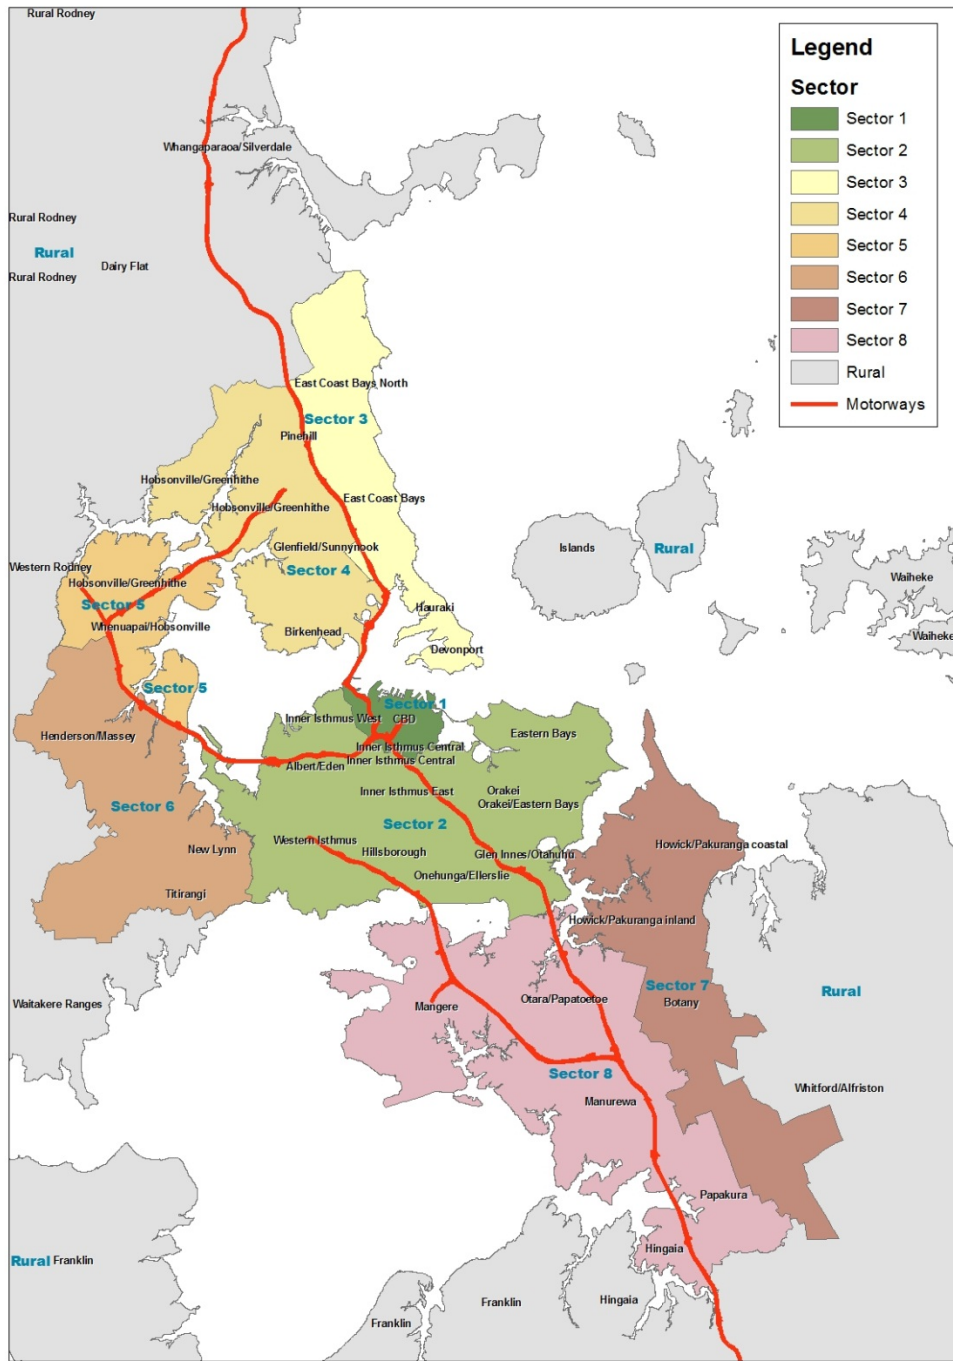 Rural Rodney
Legend
Sector
Sector 1
Sector 2
Sector 3
Sector 4
Sector 5
Sector 6
Sector 7
Sector 8
Rural
Motorways
Whangaparaoa/Silverdale
Rural Rodney
Rural
Dairy Flat
Rural Rodney
East Coast Bays North
Sector 3
Pinehill
Hobsonville/Greenhithe
East Coast Bays
Hobsonville/Greenhithe
Glenfield/Sunnynook
Islands
Rural
Western Rodney
Sector 4
Waiheke
Hobsonville/Greenhithe
Sector 5
Hauraki
Whenuapai/Hobsonville
Birkenhead
Waiheke
Devonport
Sector 5
Sector 1
Inner Isthmus West
CBD
Henderson/Massey
Eastern Bays
Inner Isthmus Central
Inner Isthmus Central
Albert/Eden
Inner Isthmus East
Orakei
Orakei/Eastern Bays
Sector 6
Sector 2
Western Isthmus
New Lynn
Hillsborough
Glen Innes/Otahuhu
Howick/Pakuranga coastal
Onehunga/Ellerslie
Titirangi
Howick/Pakuranga inland
Sector 7
Rural
Waitakere Ranges
Mangere
Otara/Papatoetoe
Botany
Sector 8
Whitford/Alfriston
Manurewa
Papakura
Hingaia
Rural
Franklin
Franklin
Hingaia
Franklin